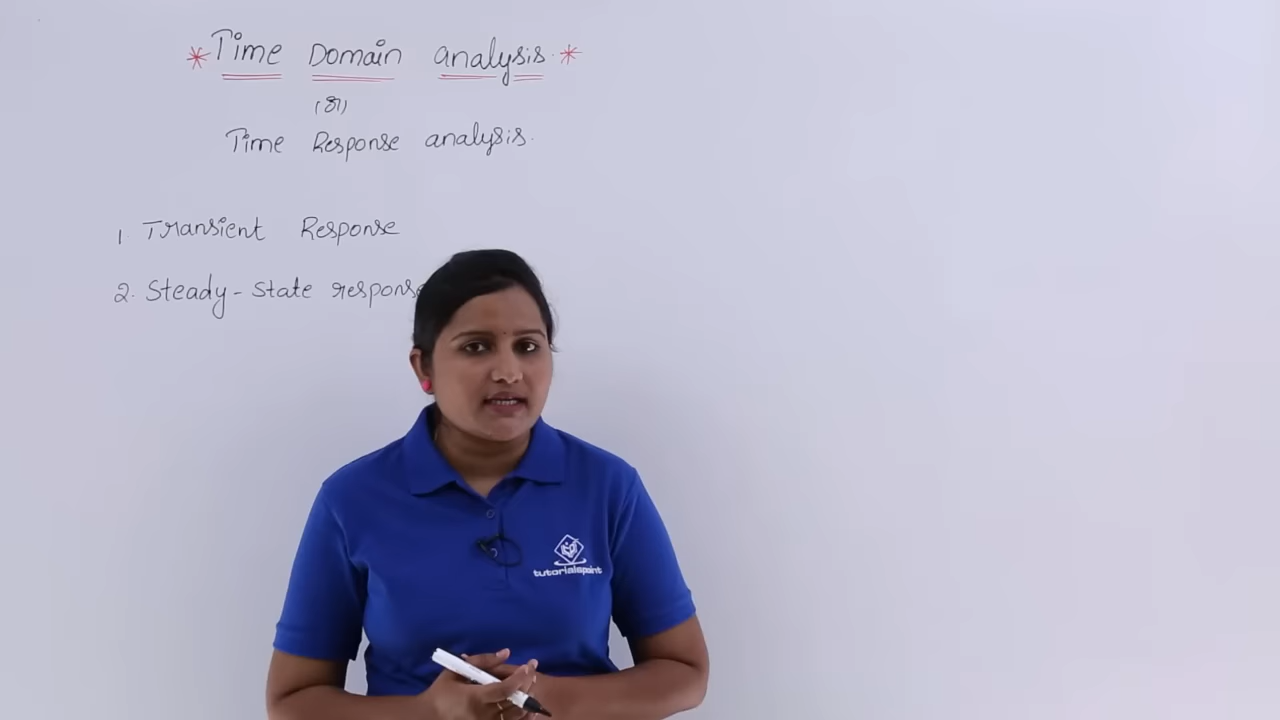 * Time Domain analysis. *
(or)
Time Response analysis.
1. Transient Response
2. Steady-state response
tutorialspoint